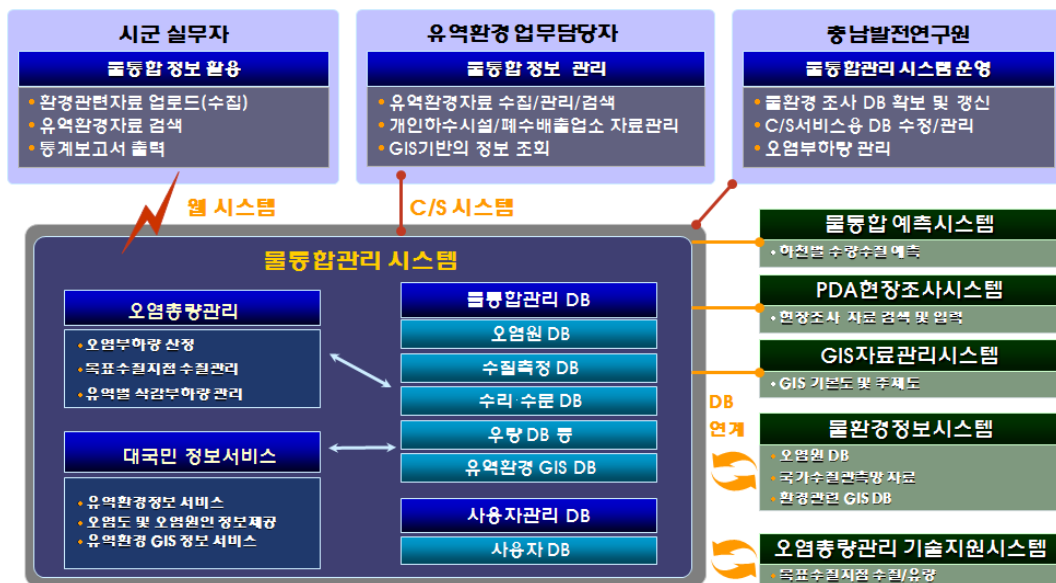 시군 실무자
물통합 정보 활용
• 환경관련자료 업로드(수집)
• 유역환경자료 검색
• 통계보고서 출력
유역환경 업무담당자
물통합 정보 관리
• 유역환경자료 수집/관리/검색
• 개인하수시설/폐수배출업소 자료관리
• GIS기반의 정보 조회
충남발전연구원
물통합관리 시스템 운영
• 물환경 조사 DB 확보 및 갱신
• C/S서비스용 DB 수정/관리
• 오염부하량 관리
웹 시스템
C/S 시스템
물통합관리 시스템
오염총량관리
• 오염부하량 산정
• 목표수질지점 수질관리
• 유역별 삭감부하량 관리
대국민 정보서비스
• 유역환경정보 서비스
• 오염도 및 오염원인 정보제공
• 유역환경 GIS 정보 서비스
물통합관리 DB
오염원 DB
수질측정 DB
수리·수문 DB
우량 DB 등
유역환경 GIS DB
사용자관리 DB
사용자 DB
물통합 예측시스템
• 하천별 수량수질 예측
PDA현장조사시스템
• 현장조사 자료 검색 및 입력
GIS자료관리시스템
• GIS 기본도 및 주제도
DB
연계
물환경정보시스템
• 오염원 DB
• 국가수질관측망 자료
• 환경관련 GIS DB
오염총량관리 기술지원시스템
• 목표수질지점 수질/유량